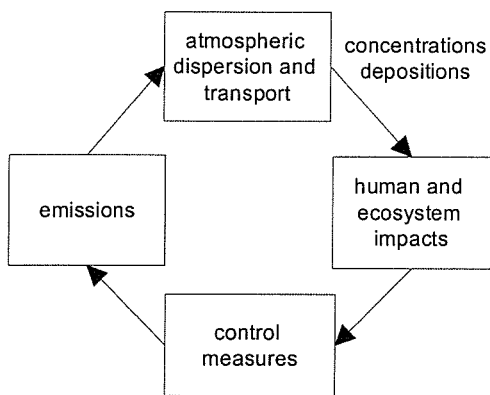 atmospheric
dispersion and
transport
concentrations
depositions
emissions
human and
ecosystem
impacts
control
measures